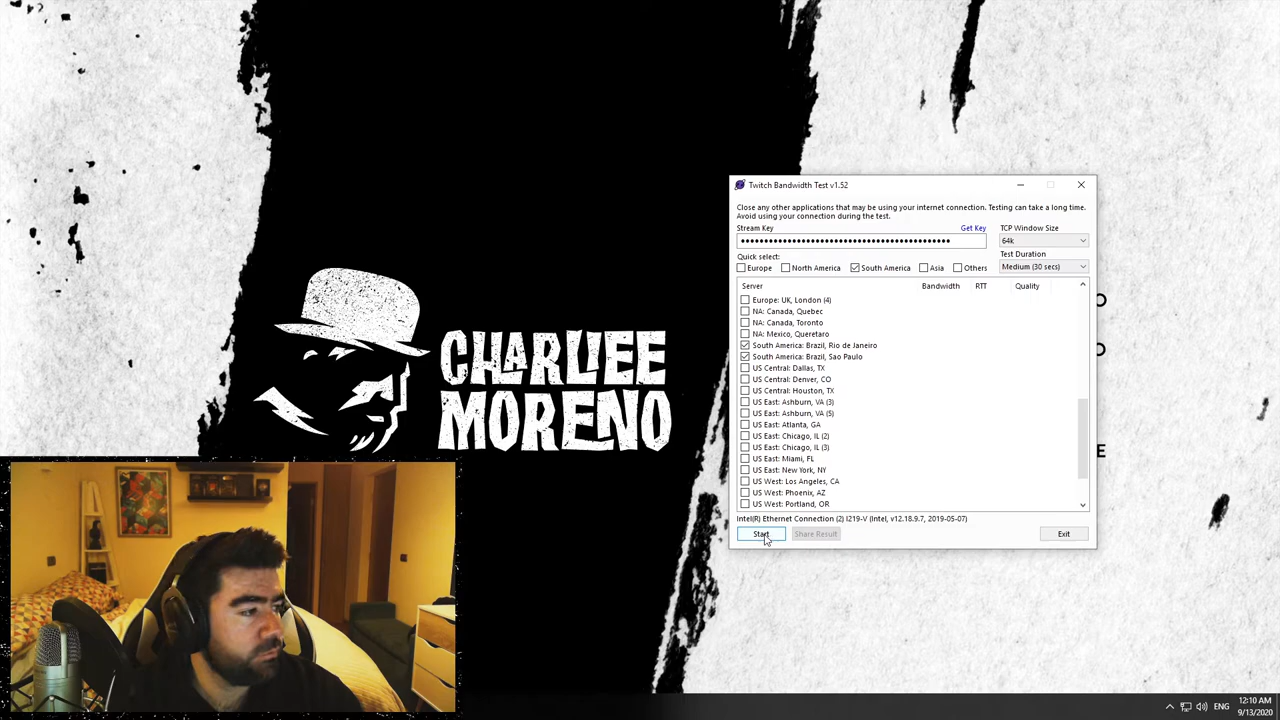 CHARLIEE
MORENO
Twitch Bandwidth Test v1.52
Close any other applications that may be using your internet connection. Testing can take a long time.
Avoid using your connection during the test.
Stream Key
Get Key
TCP Window Size
••••••••••••••••••••••••••••••••••••••••••••
64k
Quick select:
Test Duration
Europe North America South America Asia Others
Medium (30 secs)
Server Bandwidth RTT Quality
Europe: UK, London (4)
NA: Canada, Quebec
NA: Canada, Toronto
NA: Mexico, Queretaro
South America: Brazil, Rio de Janeiro
South America: Brazil, Sao Paulo
US Central: Dallas, TX
US Central: Denver, CO
US Central: Houston, TX
US East: Ashburn, VA (3)
US East: Ashburn, VA (5)
US East: Atlanta, GA
US East: Chicago, IL (2)
US East: Chicago, IL (3)
US East: Miami, FL
US East: New York, NY
US West: Los Angeles, CA
US West: Phoenix, AZ
US West: Portland, OR
Intel(R) Ethernet Connection (2) I219-V (Intel, v12.18.9.7, 2019-05-07)
Start Share Result Exit
O
O
E
ENG
12:10 AM
9/13/2020